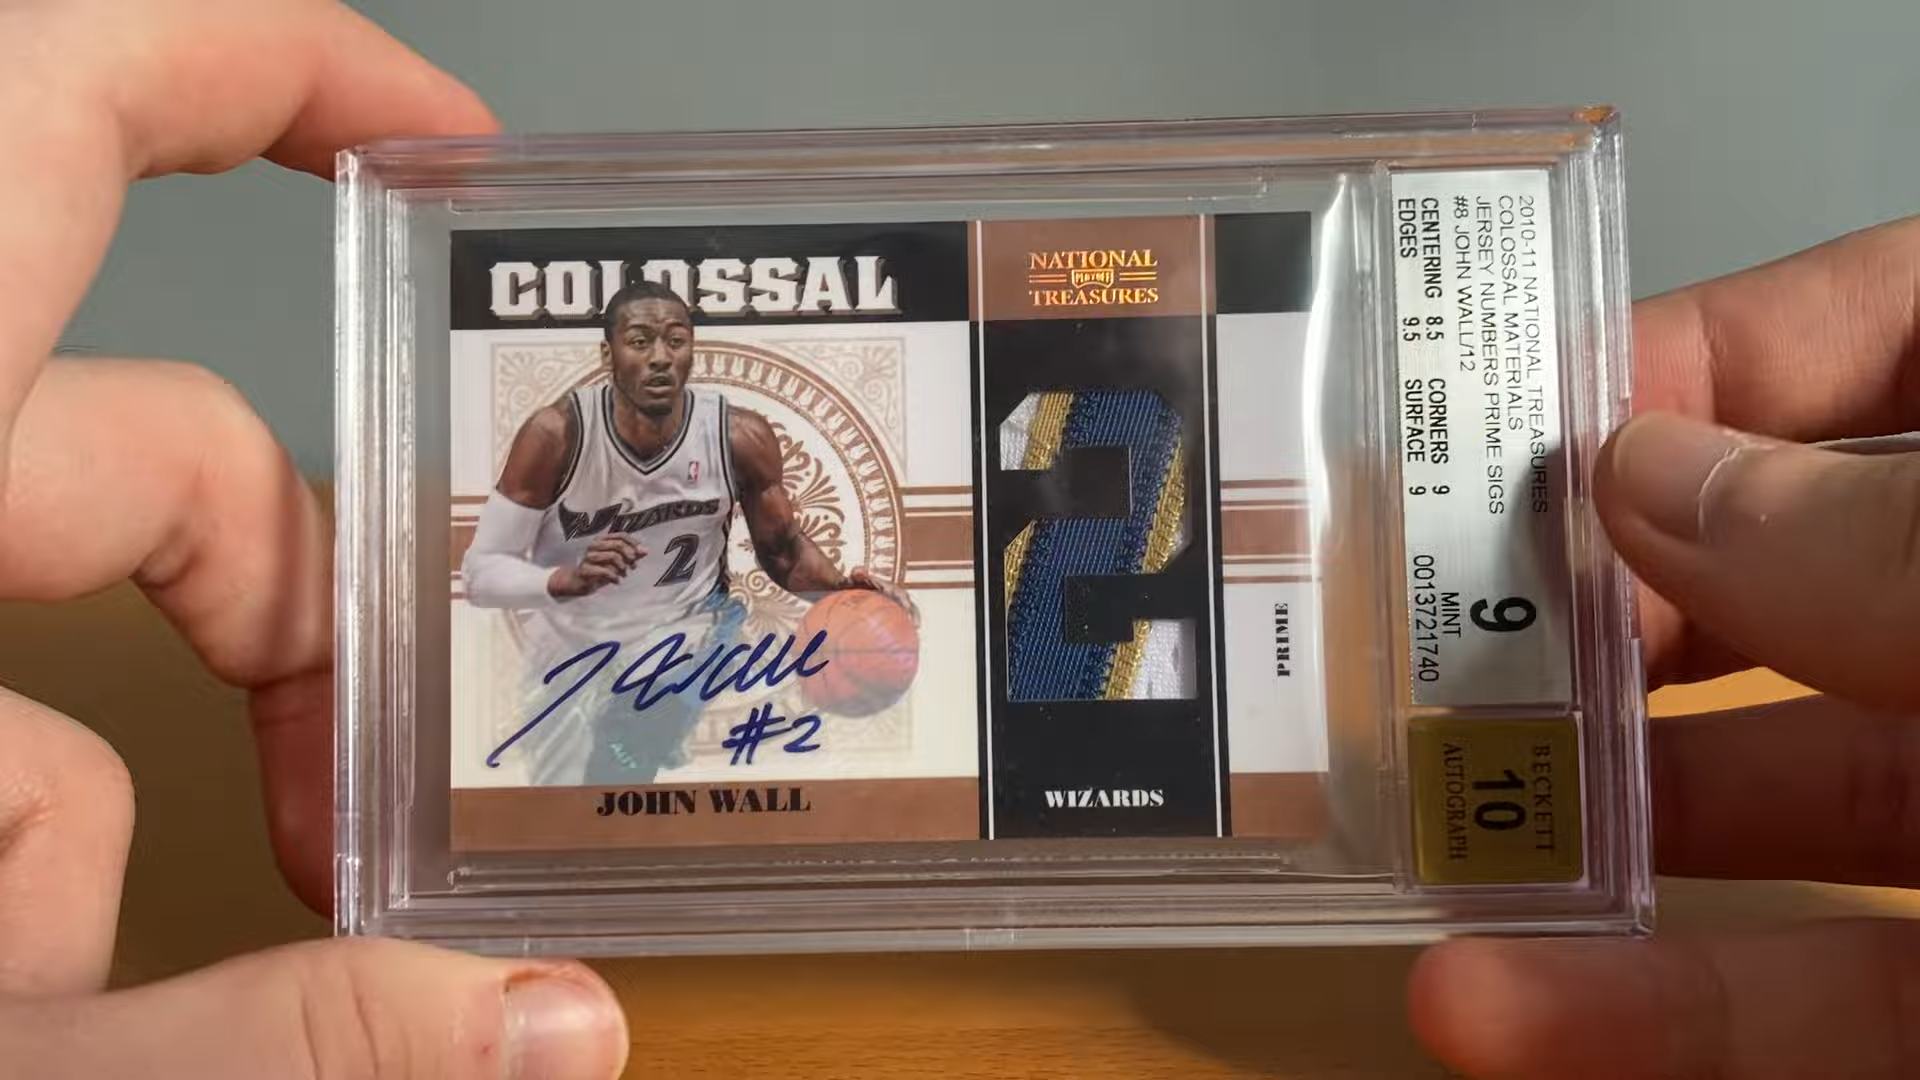 COLOSSAL
NATIONAL
PLAYOFF
TREASURES
WIZARDS
2
J Wall
#2
JOHN WALL
2
WIZARDS
PRIME
2010-11 NATIONAL TREASURES
COLOSSAL MATERIALS
JERSEY NUMBERS PRIME SIGS
#8 JOHN WALL/12
CENTERING 8.5 CORNERS 9
EDGES 9.5 SURFACE 9
9
MINT
0013721740
BECKETT
10
AUTOGRAPH